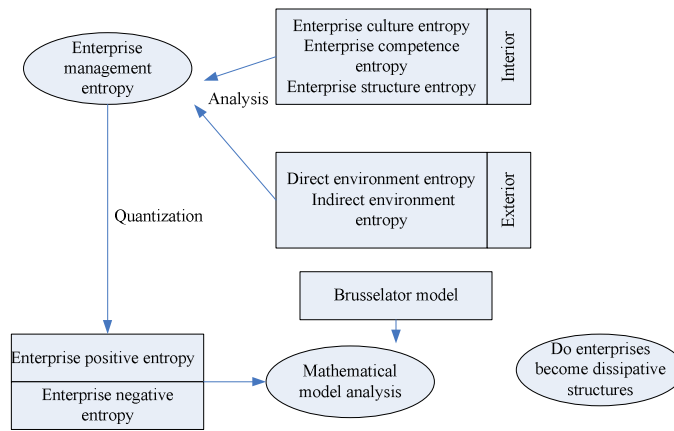 Enterprise
management
entropy
Enterprise culture entropy
Enterprise competence
entropy
Enterprise structure entropy
Interior
Analysis
Direct environment entropy
Indirect environment
entropy
Exterior
Quantization
Brusselator model
Enterprise positive entropy
Enterprise negative
entropy
Mathematical
model analysis
Do enterprises
become dissipative
structures